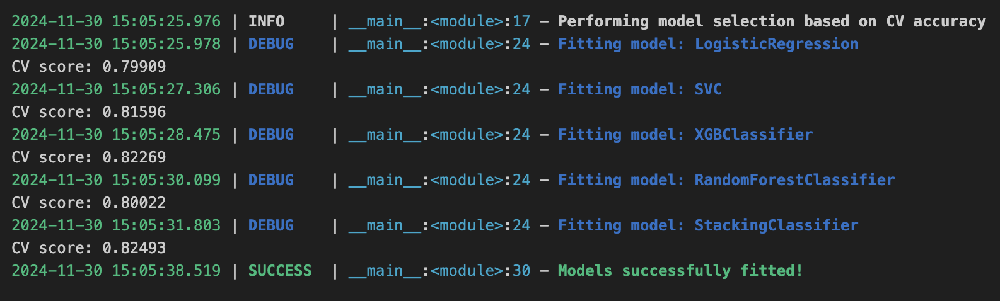 2024-11-30 15:05:25.976 | INFO     | __main__:<module>:17 - Performing model selection based on CV accuracy
2024-11-30 15:05:25.978 | DEBUG    | __main__:<module>:24 - Fitting model: LogisticRegression
CV score: 0.79909
2024-11-30 15:05:27.306 | DEBUG    | __main__:<module>:24 - Fitting model: SVC
CV score: 0.81596
2024-11-30 15:05:28.475 | DEBUG    | __main__:<module>:24 - Fitting model: XGBClassifier
CV score: 0.82269
2024-11-30 15:05:30.099 | DEBUG    | __main__:<module>:24 - Fitting model: RandomForestClassifier
CV score: 0.80022
2024-11-30 15:05:31.803 | DEBUG    | __main__:<module>:24 - Fitting model: StackingClassifier
CV score: 0.82493
2024-11-30 15:05:38.519 | SUCCESS  | __main__:<module>:30 - Models successfully fitted!